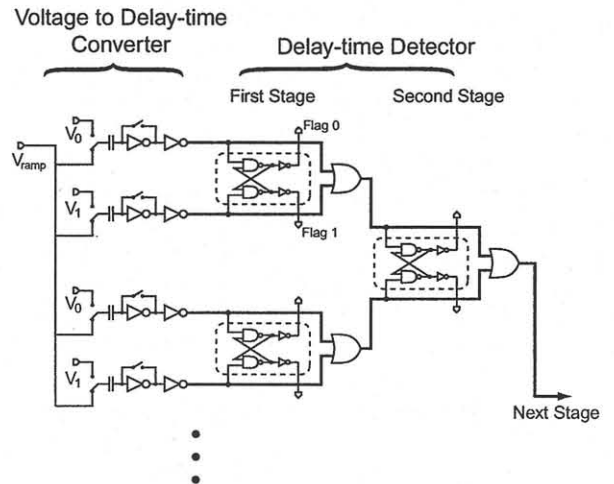 Voltage to Delay-time
Converter
Delay-time Detector
First Stage
Second Stage
V0
Flag 0
Vramp
V1
Flag 1
V0
V1
Next Stage